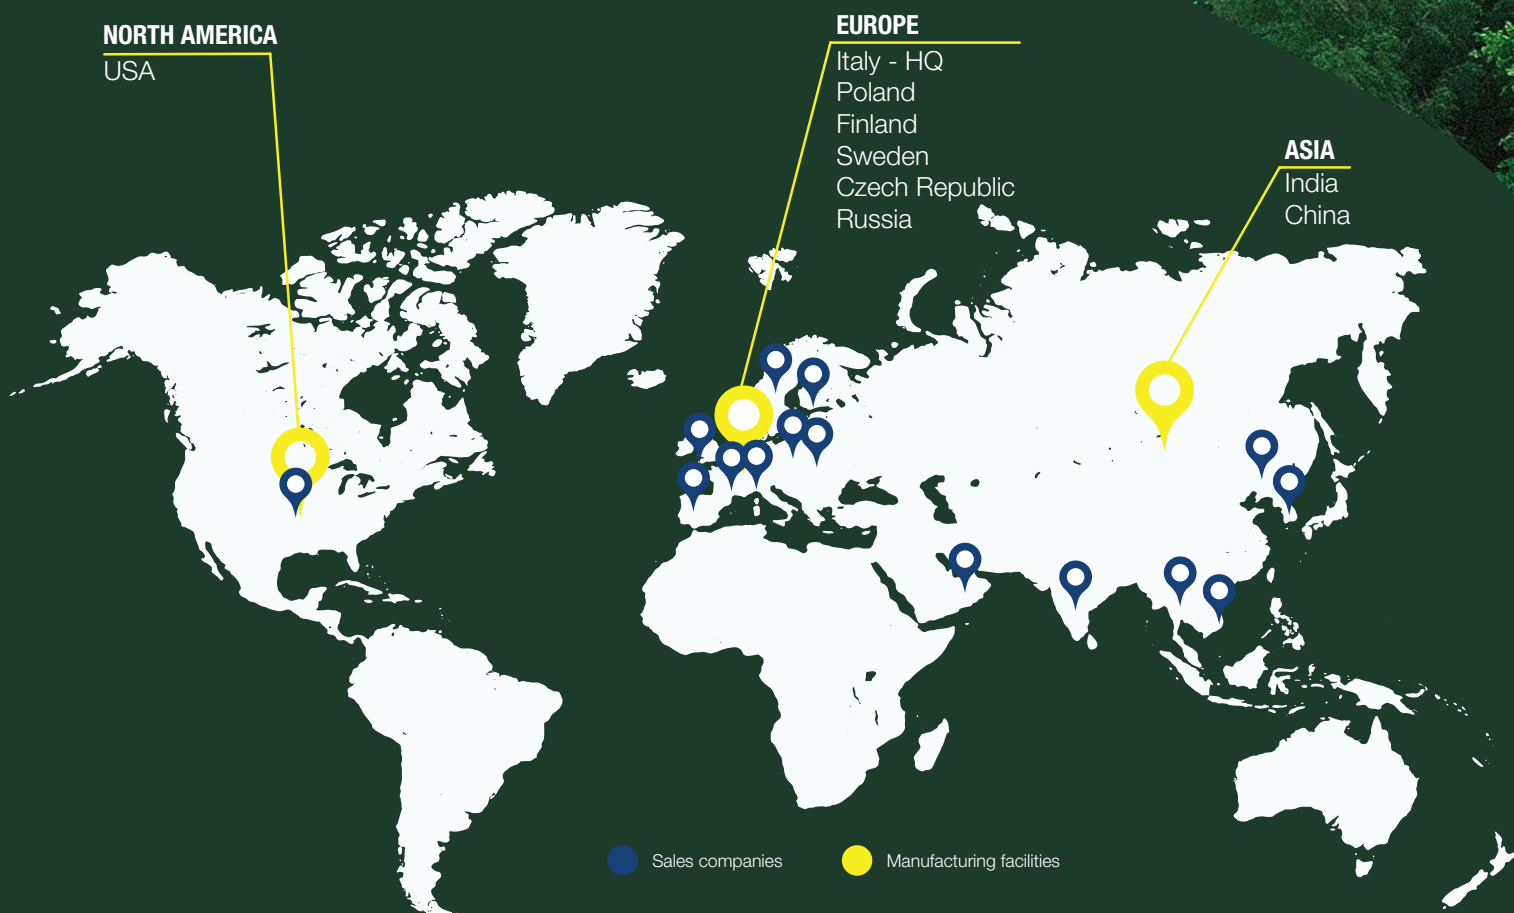 NORTH AMERICA
USA
EUROPE
Italy - HQ
Poland
Finland
Sweden
Czech Republic
Russia
ASIA
India
China
Sales companies
Manufacturing facilities